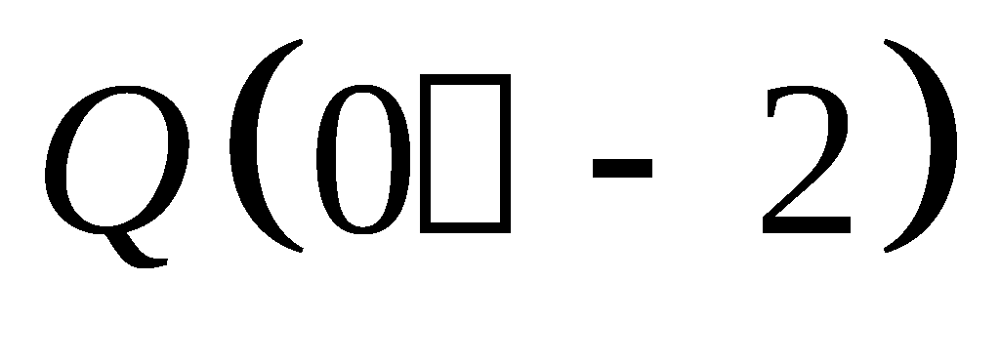 Q(0▯ - 2)